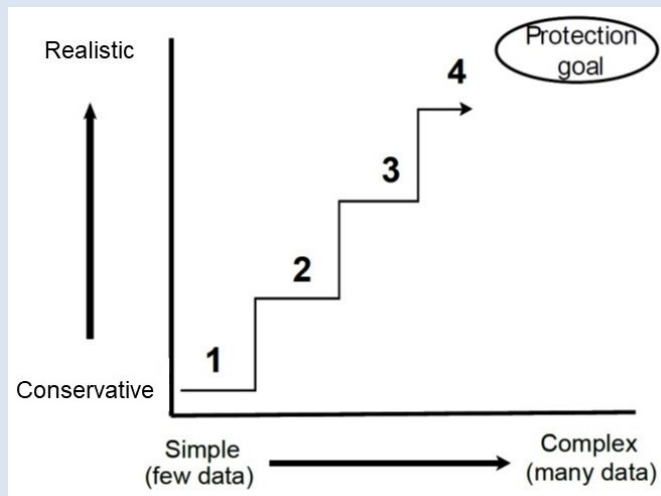 Realistic
Protection
goal
4
3
2
1
Conservative
Simple
(few data)
Complex
(many data)